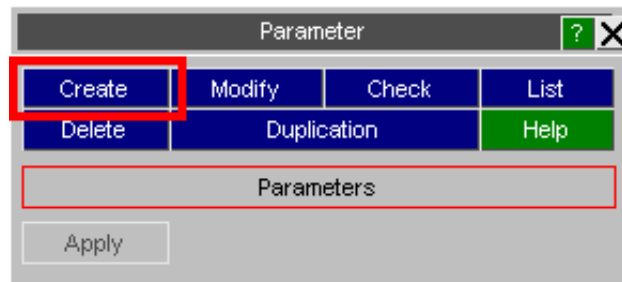 Parameter ? X
Create Modify Check List
Delete Duplication Help
Parameters
Apply